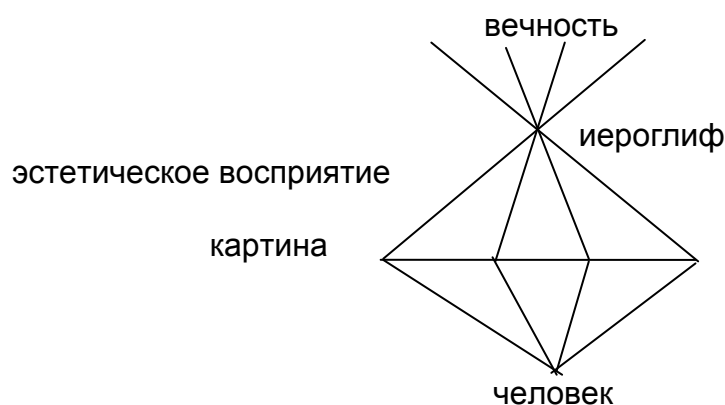 вечность
иероглиф
эстетическое восприятие
картина
человек